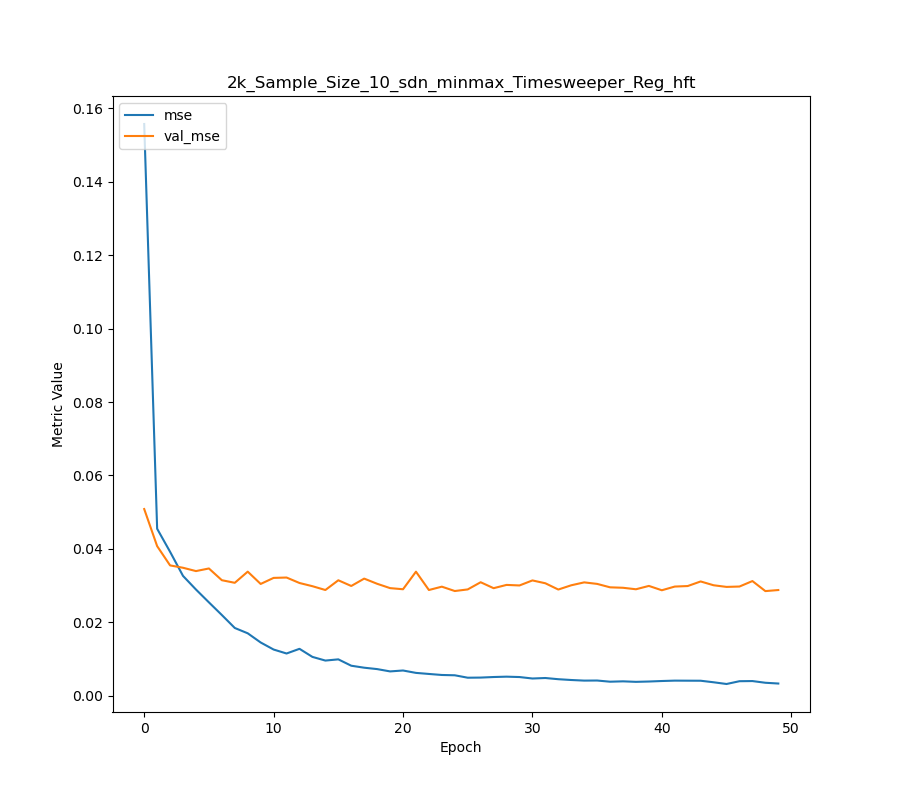 2k_Sample_Size_10_sdn_minmax_Timesweeper_Reg_hft
mse
val_mse
0.16
0.14
0.12
0.10
0.08
0.06
0.04
0.02
0.00
Metric Value
0 10 20 30 40 50
Epoch